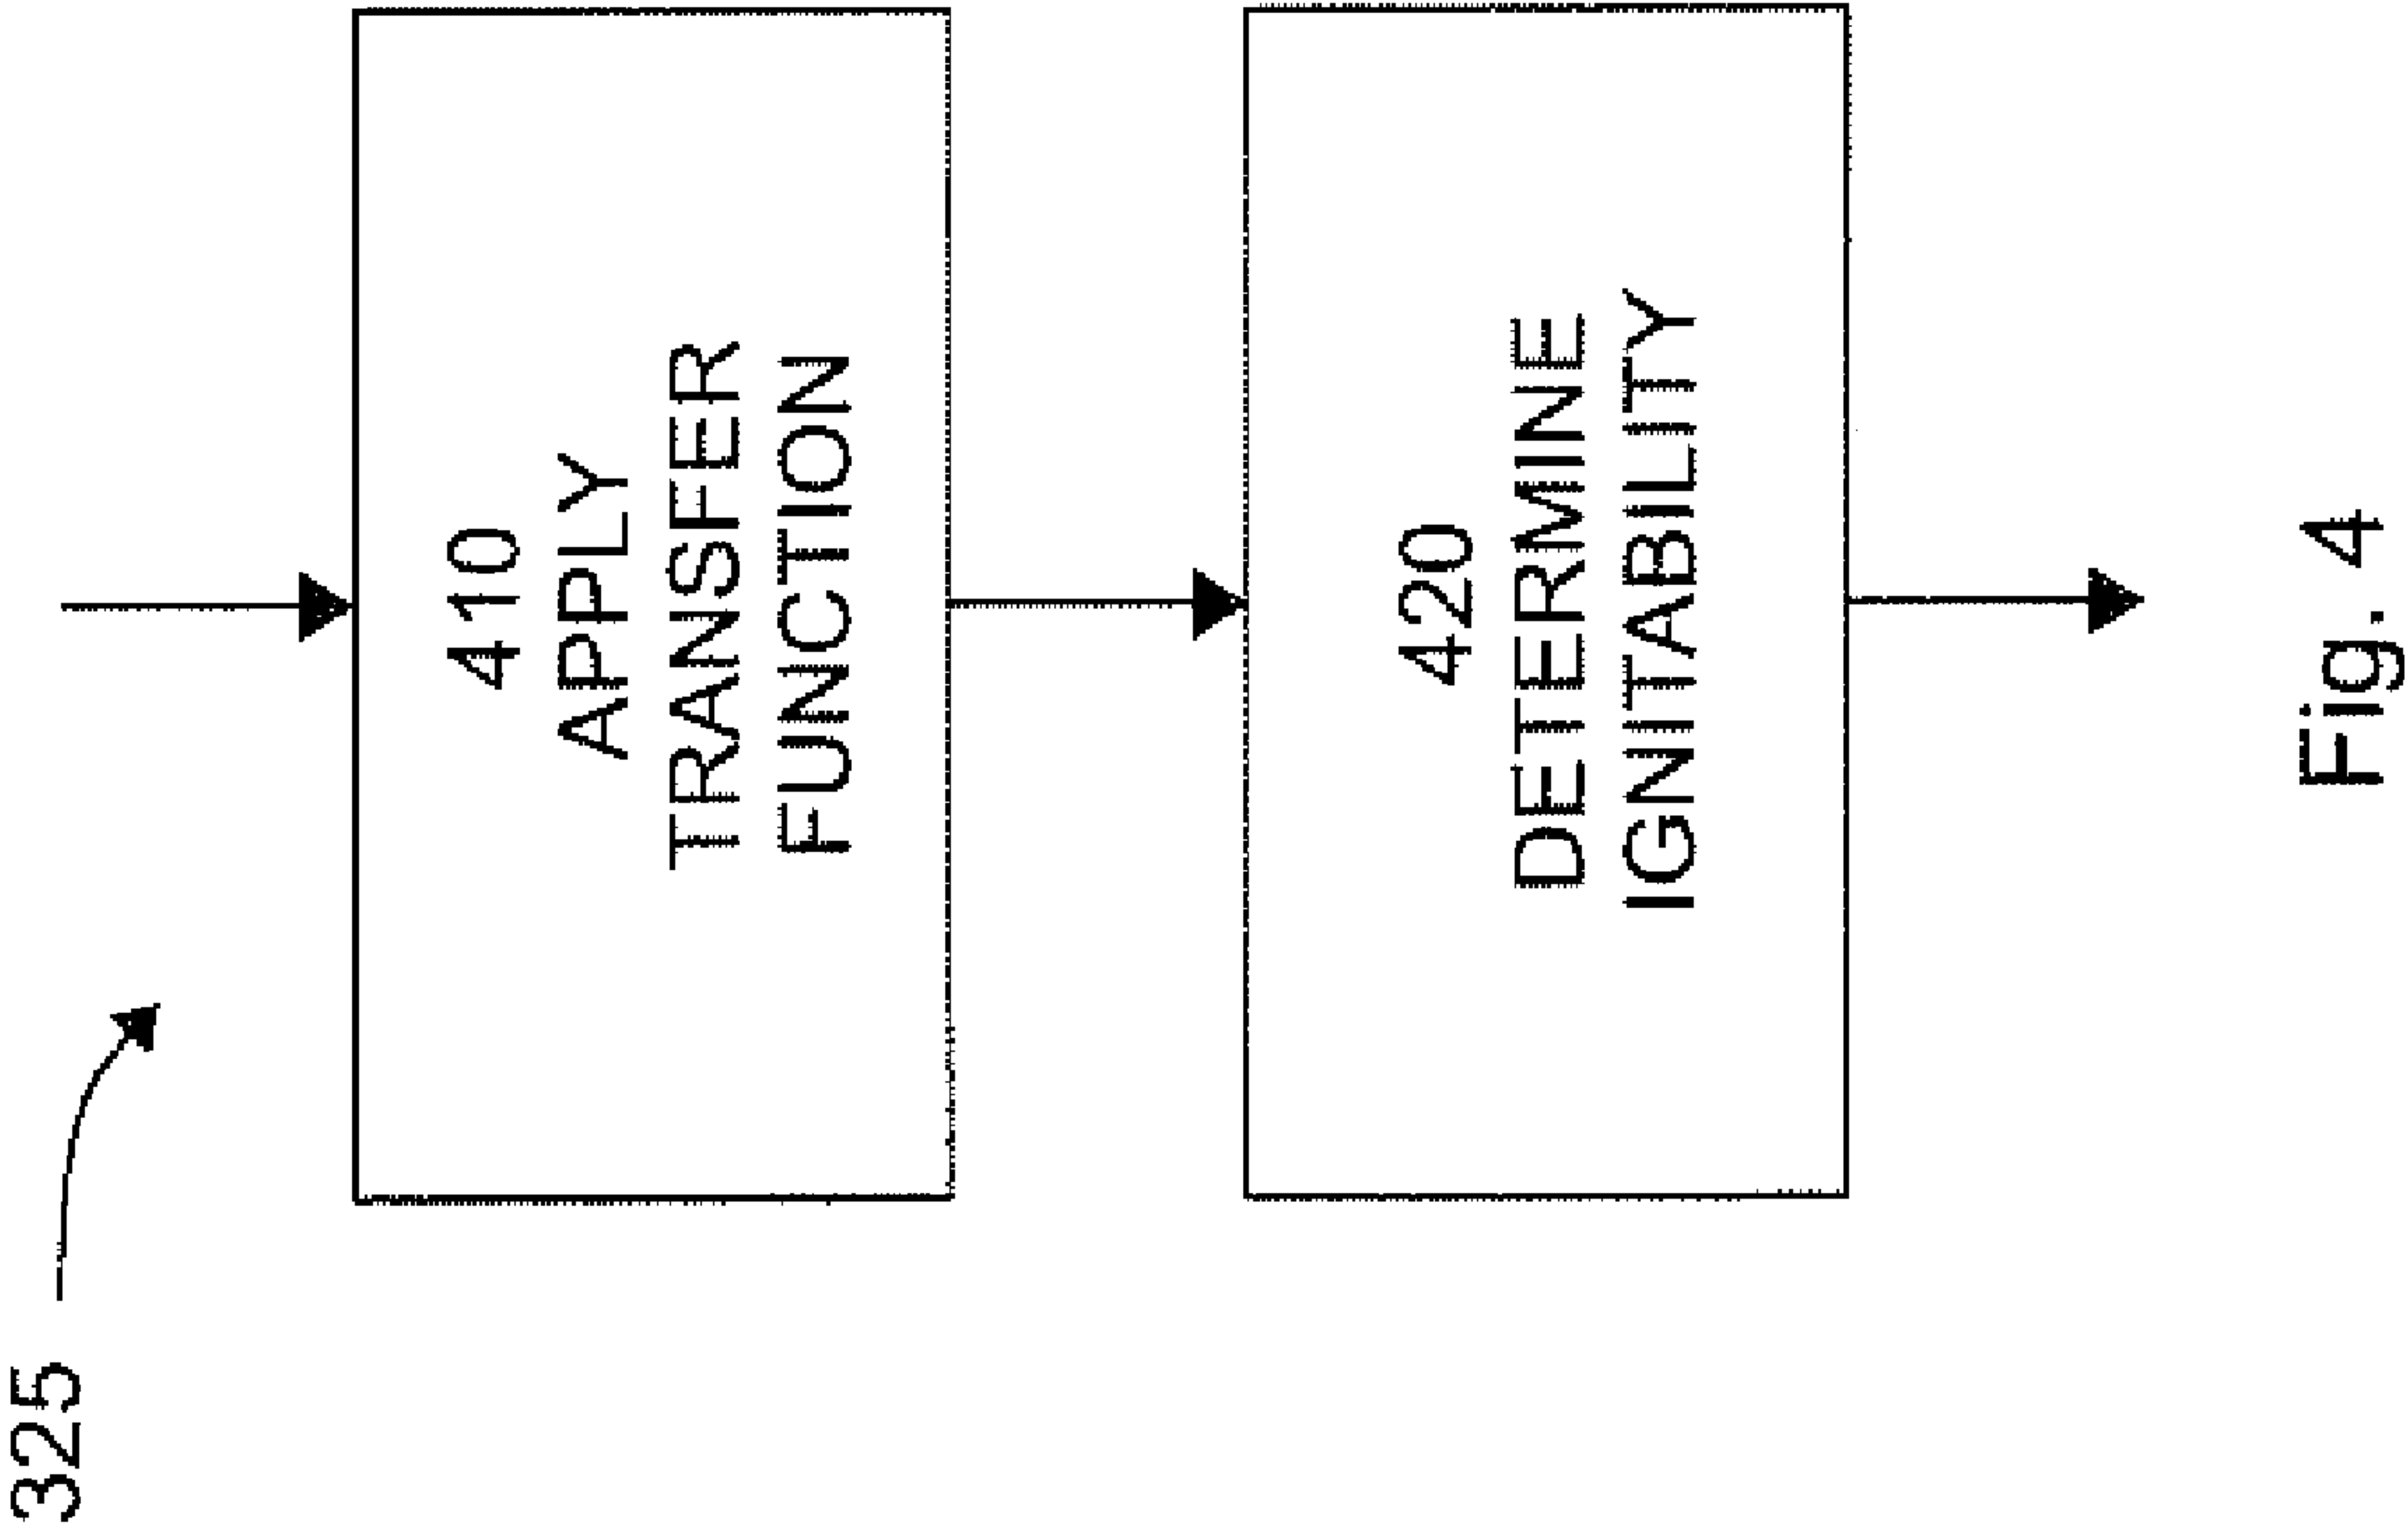 325
410
APPLY
TRANSFER
FUNCTION
420
DETERMINE
IGNITABILITY
Fig. 4